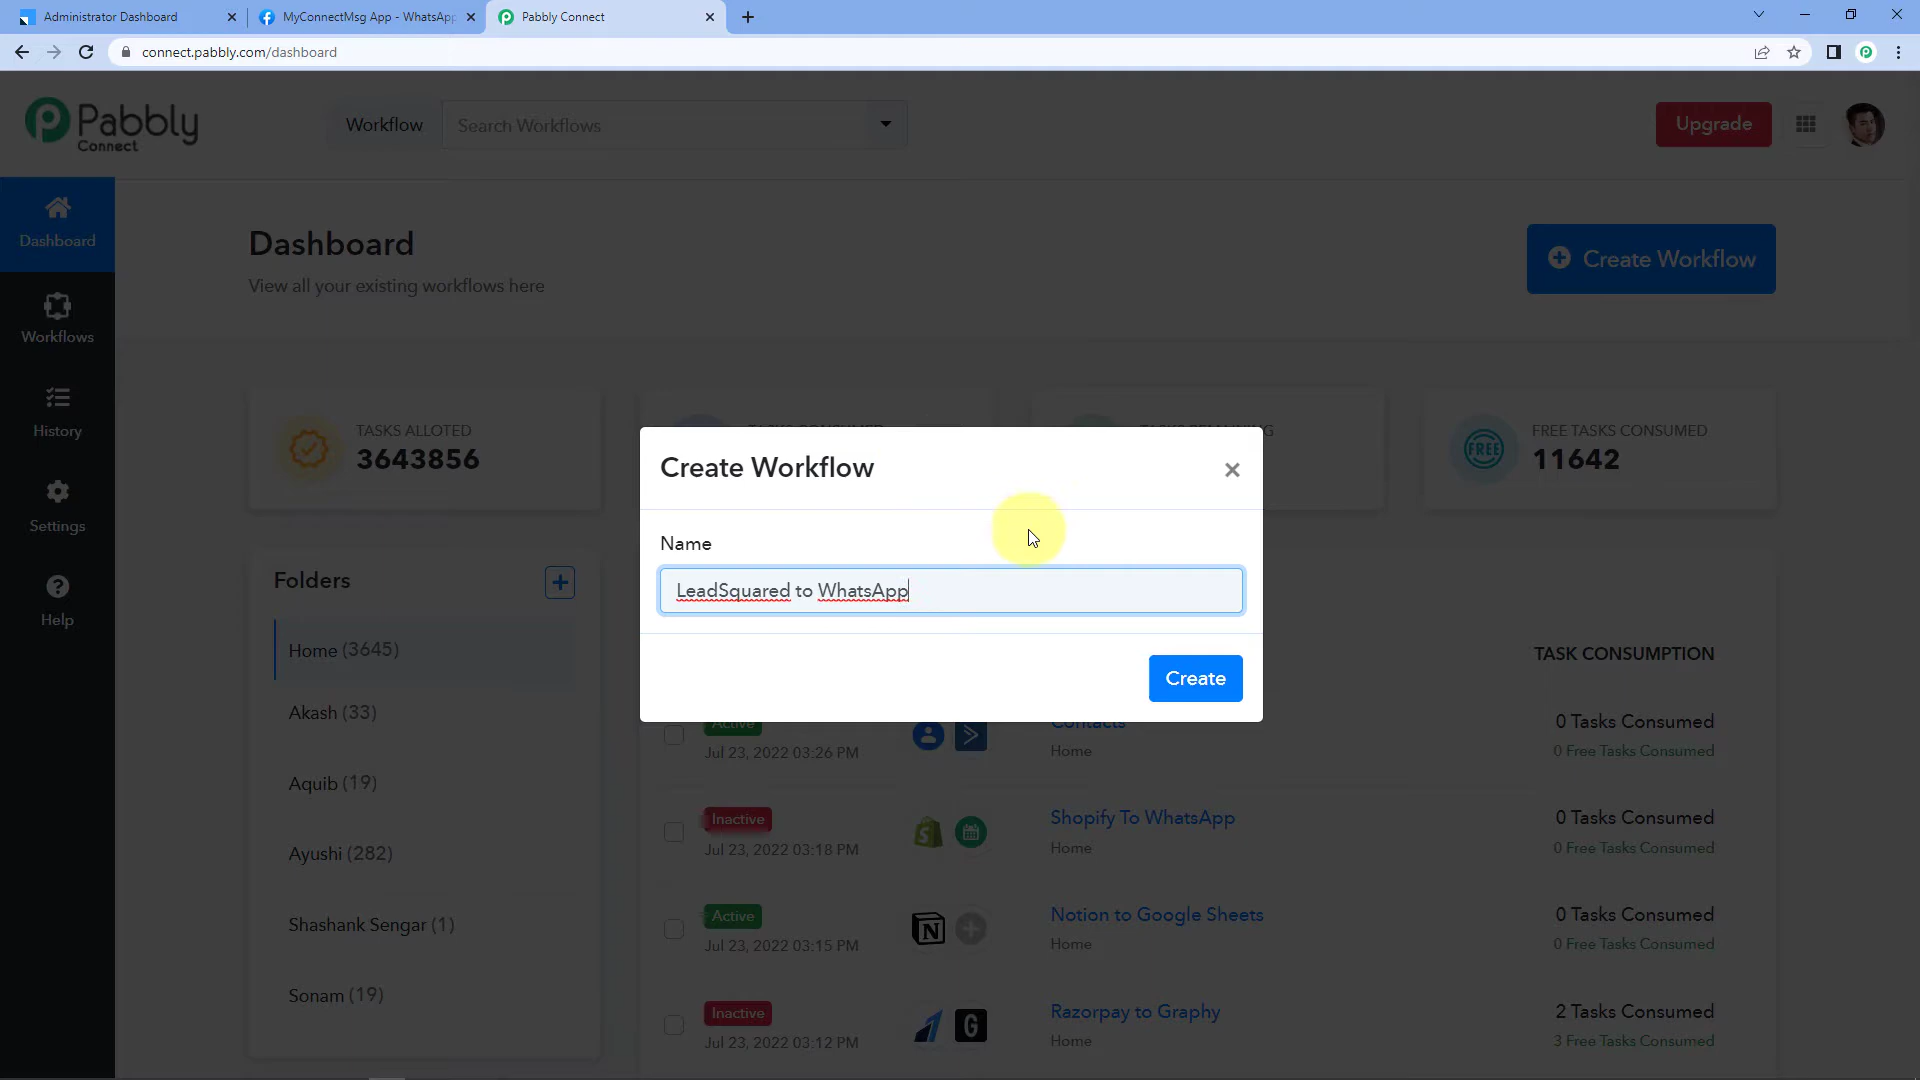 Administrator Dashboard
MyConnectMsg App - WhatsApp
Pabbly Connect
connect.pabbly.com/dashboard
Pabbly
Connect
Workflow
Search Workflows
Upgrade
Dashboard
Workflows
History
Settings
Help
Dashboard
View all your existing workflows here
Create Workflow
TASKS ALLOTED
3643856
FREE
FREE TASKS CONSUMED
11642
Create Workflow
×
Name
LeadSquared to WhatsApp
Create
Folders
Home (3645)
Akash (33)
Aquib (19)
Ayushi (282)
Shashank Sengar (1)
Sonam (19)
TASK CONSUMPTION
Active
Jul 23, 2022 03:26 PM
Contacts
Home
0 Tasks Consumed
0 Free Tasks Consumed
Inactive
Jul 23, 2022 03:18 PM
Shopify To WhatsApp
Home
0 Tasks Consumed
0 Free Tasks Consumed
Active
Jul 23, 2022 03:15 PM
Notion to Google Sheets
Home
0 Tasks Consumed
0 Free Tasks Consumed
Inactive
Jul 23, 2022 03:12 PM
Razorpay to Graphy
Home
2 Tasks Consumed
3 Free Tasks Consumed